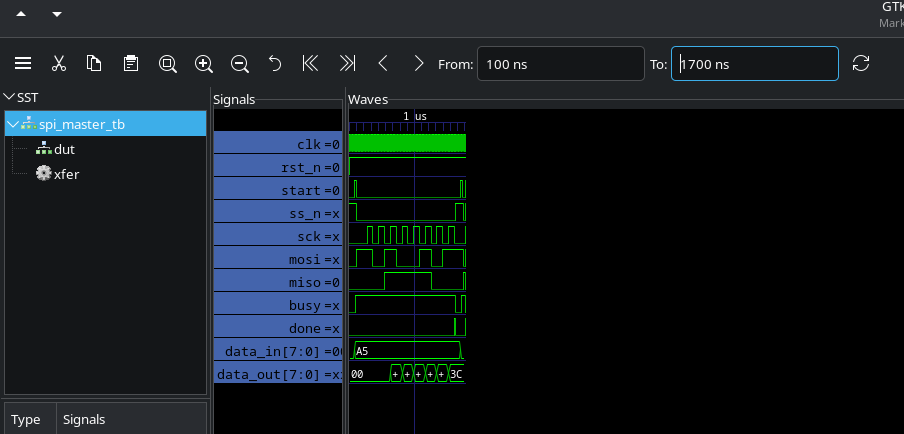 GTK
Mark
From: 100 ns To: 1700 ns
SST
spi_master_tb
dut
xfer
Type Signals
Signals
clk=0
rst_n=0
start=0
ss_n=x
sck=x
mosi=x
miso=0
busy=x
done=x
data_in[7:0]=00
data_out[7:0]=x
Waves
1 us
A5
00 + + + + + 3C